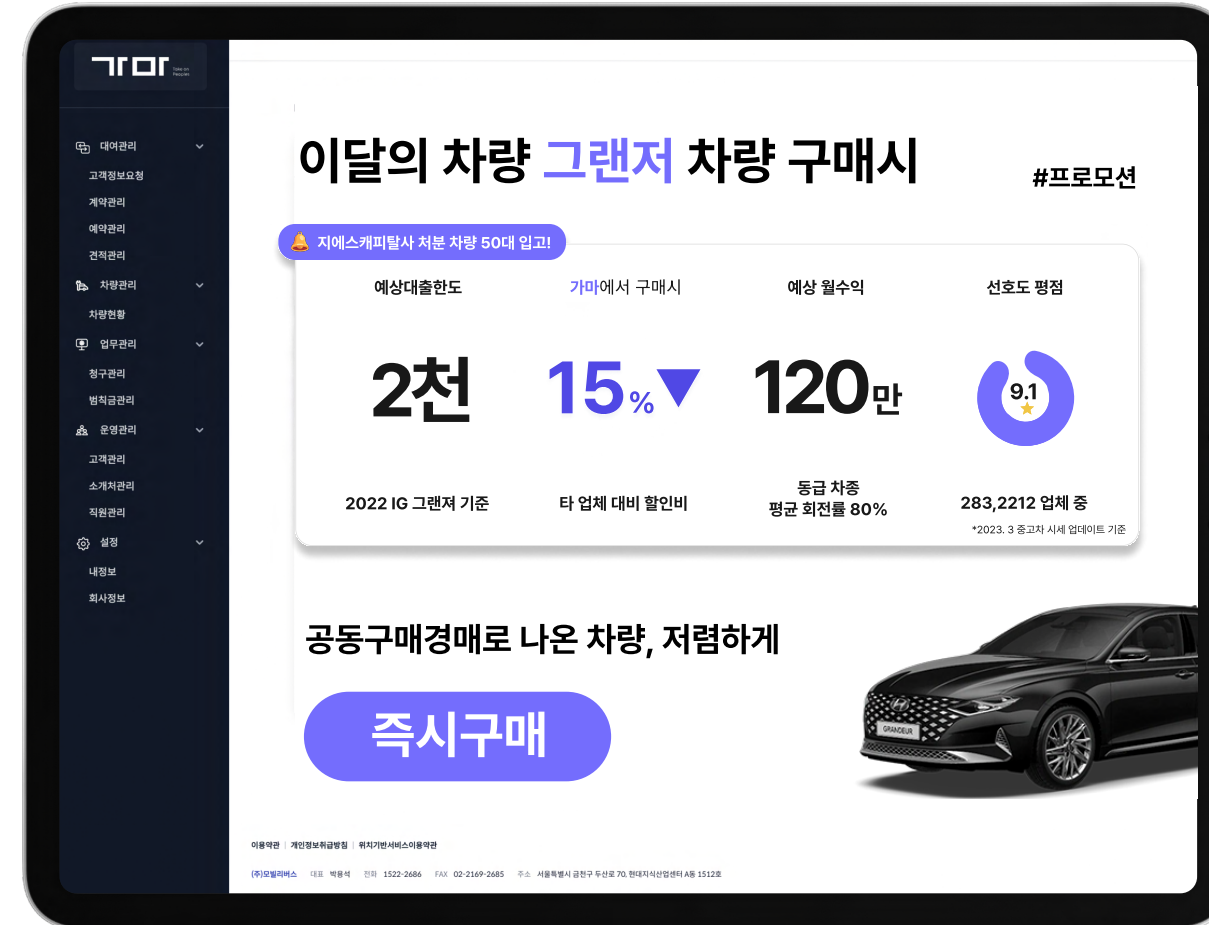 가마
Take on
Peoples
대여관리
고객정보요청
계약관리
예약관리
견적관리
차량관리
차량현황
업무관리
청구관리
범칙금관리
운영관리
고객관리
소개처관리
직원관리
설정
내정보
회사정보
이달의 차량 그랜저 차량 구매시
#프로모션
지에스캐피탈사 처분 차량 50대 입고!
예상대출한도
2천
2022 IG 그랜져 기준
가마에서 구매시
15%▼
타 업체 대비 할인비
예상 월수익
120만
동급 차종
평균 회전률 80%
선호도 평점
9.1
283,2212 업체 중
*2023. 3 중고차 시세 업데이트 기준
공동구매경매로 나온 차량, 저렴하게
즉시구매
GRANDEUR
이용약관 | 개인정보취급방침 | 위치기반서비스이용약관
(주)모빌리버스 대표 박용석 전화 1522-2686 FAX 02-2169-2685 주소 서울특별시 금천구 두산로 70, 현대지식산업센터 A동 1512호